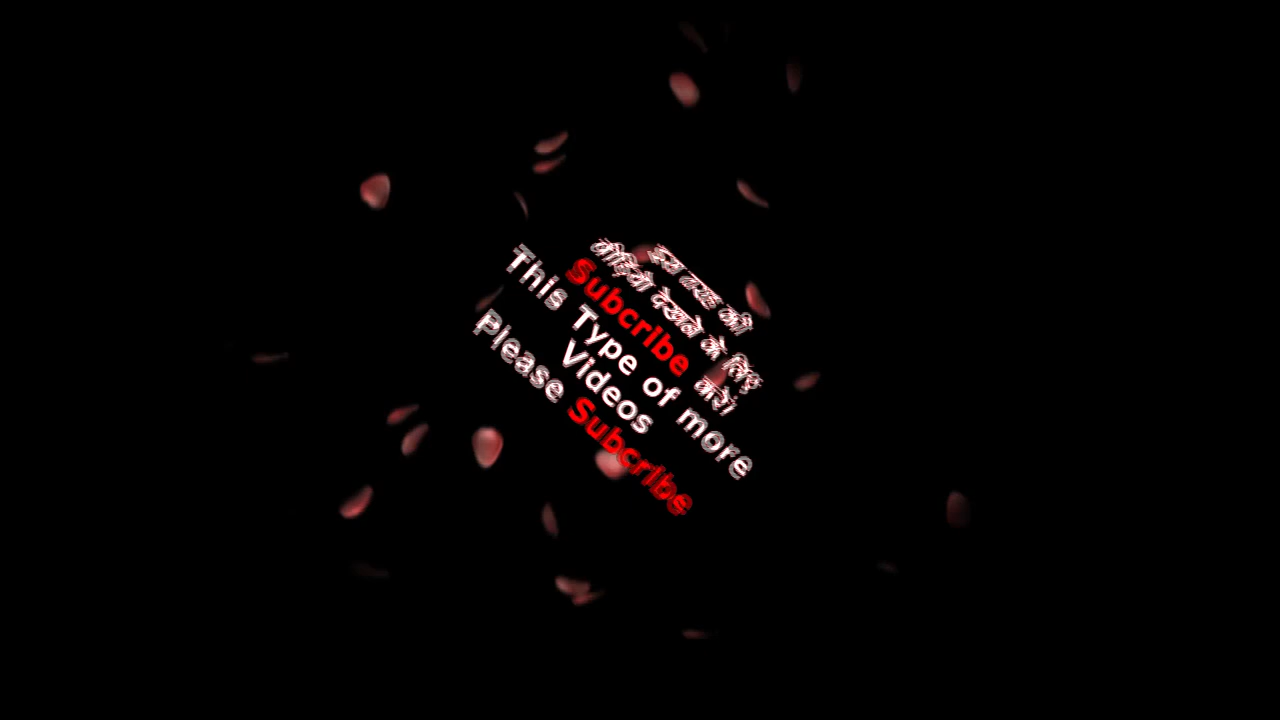 इस तरह की
वीडियो देखने के लिए
Subcribe करें
This Type of more
Videos
Please Subcribe